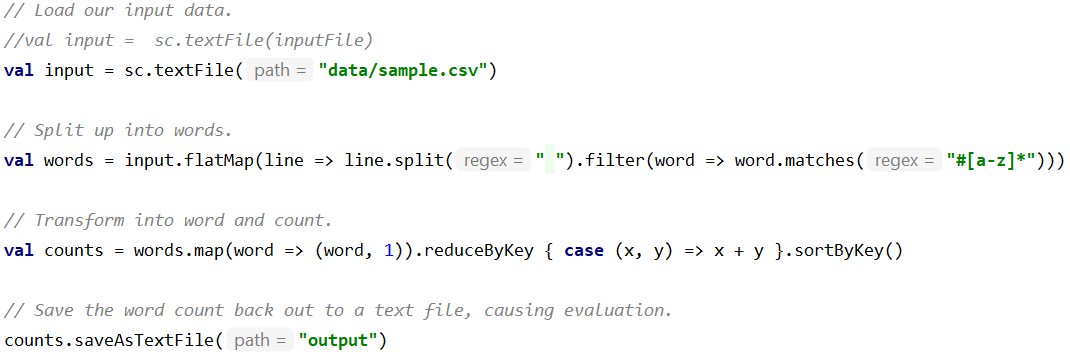 // Load our input data.
//val input =  sc.textFile(inputFile)
val input = sc.textFile( path = "data/sample.csv")
// Split up into words.
val words = input.flatMap(line => line.split( regex = " ").filter(word => word.matches( regex = "#[a-z]*")))
// Transform into word and count.
val counts = words.map(word => (word, 1)).reduceByKey { case (x, y) => x + y }.sortByKey()
// Save the word count back out to a text file, causing evaluation.
counts.saveAsTextFile( path = "output")